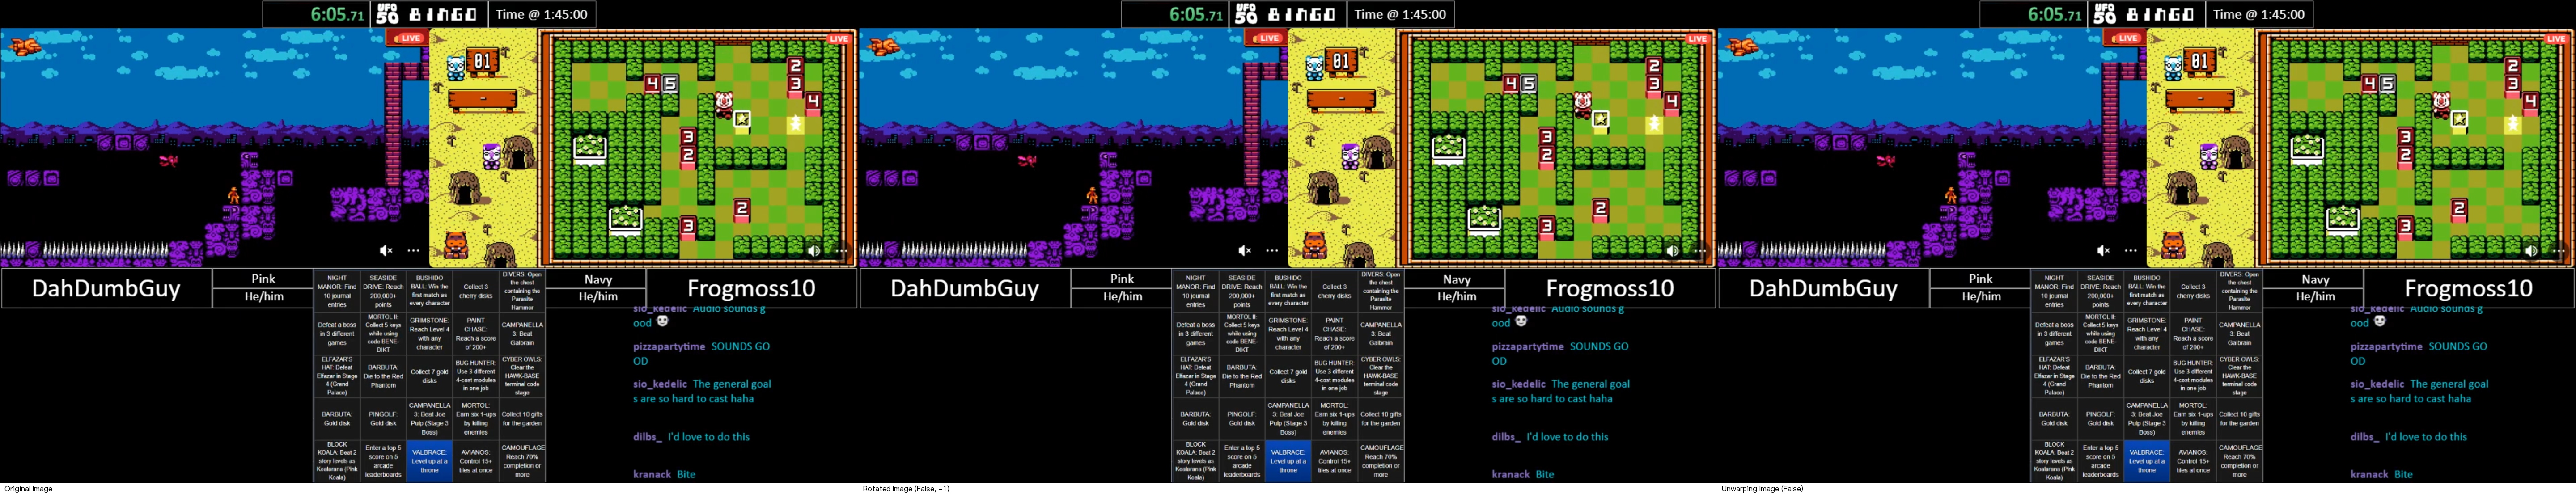 6:05.71
UFO 50 BINGO
Time @ 1:45:00
LIVE
LIVE
01
2
4 5
3
4
3
2
2
3
DahDumbGuy
Pink
He/him
Navy
He/him
Frogmoss10
NIGHT MANOR: Find 10 journal entries
SEASIDE DRIVE: Reach 200,000+ points
BUSHIDO BALL: Win the first match as every character
Collect 3 cherry disks
DIVERS: Open the chest containing the Parasite Hammer
Defeat a boss in 3 different games
MORTOL II: Collect 5 keys while using code BENE-DIKT
GRIMSTONE: Reach Level 4 with any character
PAINT CHASE: Reach a score of 200+
CAMPANELLA 3: Beat Galbrain
ELFAZAR'S HAT: Defeat Elfazar in Stage 4 (Grand Palace)
BARBUTA: Die to the Red Phantom
Collect 7 gold disks
BUG HUNTER: Use 3 different 4-cost modules in one job
CYBER OWLS: Clear the HAWK-BASE terminal code stage
BARBUTA: Gold disk
PINGOLF: Gold disk
CAMPANELLA 3: Beat Joe Pulp (Stage 3 Boss)
MORTOL: Earn six 1-ups by killing enemies
Collect 10 gifts for the garden
BLOCK KOALA: Beat 2 story levels as Koalarana (Pink Koala)
Enter a top 5 score on 5 arcade leaderboards
VALBRACE: Level up at a throne
AVIANOS: Control 15+ tiles at once
CAMOUFLAGE: Reach 70% completion or more
sio_kedelic Audio sounds g
ood
pizzapartytime SOUNDS GO
OD
sio_kedelic The general goal
s are so hard to cast haha
dilbs_ I'd love to do this
kranack Bite
Original Image
6:05.71
UFO 50 BINGO
Time @ 1:45:00
LIVE
LIVE
01
2
4 5
3
4
3
2
2
3
DahDumbGuy
Pink
He/him
Navy
He/him
Frogmoss10
NIGHT MANOR: Find 10 journal entries
SEASIDE DRIVE: Reach 200,000+ points
BUSHIDO BALL: Win the first match as every character
Collect 3 cherry disks
DIVERS: Open the chest containing the Parasite Hammer
Defeat a boss in 3 different games
MORTOL II: Collect 5 keys while using code BENE-DIKT
GRIMSTONE: Reach Level 4 with any character
PAINT CHASE: Reach a score of 200+
CAMPANELLA 3: Beat Galbrain
ELFAZAR'S HAT: Defeat Elfazar in Stage 4 (Grand Palace)
BARBUTA: Die to the Red Phantom
Collect 7 gold disks
BUG HUNTER: Use 3 different 4-cost modules in one job
CYBER OWLS: Clear the HAWK-BASE terminal code stage
BARBUTA: Gold disk
PINGOLF: Gold disk
CAMPANELLA 3: Beat Joe Pulp (Stage 3 Boss)
MORTOL: Earn six 1-ups by killing enemies
Collect 10 gifts for the garden
BLOCK KOALA: Beat 2 story levels as Koalarana (Pink Koala)
Enter a top 5 score on 5 arcade leaderboards
VALBRACE: Level up at a throne
AVIANOS: Control 15+ tiles at once
CAMOUFLAGE: Reach 70% completion or more
sio_kedelic Audio sounds g
ood
pizzapartytime SOUNDS GO
OD
sio_kedelic The general goal
s are so hard to cast haha
dilbs_ I'd love to do this
kranack Bite
Rotated Image (False, -1)
6:05.71
UFO 50 BINGO
Time @ 1:45:00
LIVE
LIVE
01
2
4 5
3
4
3
2
2
3
DahDumbGuy
Pink
He/him
Navy
He/him
Frogmoss10
NIGHT MANOR: Find 10 journal entries
SEASIDE DRIVE: Reach 200,000+ points
BUSHIDO BALL: Win the first match as every character
Collect 3 cherry disks
DIVERS: Open the chest containing the Parasite Hammer
Defeat a boss in 3 different games
MORTOL II: Collect 5 keys while using code BENE-DIKT
GRIMSTONE: Reach Level 4 with any character
PAINT CHASE: Reach a score of 200+
CAMPANELLA 3: Beat Galbrain
ELFAZAR'S HAT: Defeat Elfazar in Stage 4 (Grand Palace)
BARBUTA: Die to the Red Phantom
Collect 7 gold disks
BUG HUNTER: Use 3 different 4-cost modules in one job
CYBER OWLS: Clear the HAWK-BASE terminal code stage
BARBUTA: Gold disk
PINGOLF: Gold disk
CAMPANELLA 3: Beat Joe Pulp (Stage 3 Boss)
MORTOL: Earn six 1-ups by killing enemies
Collect 10 gifts for the garden
BLOCK KOALA: Beat 2 story levels as Koalarana (Pink Koala)
Enter a top 5 score on 5 arcade leaderboards
VALBRACE: Level up at a throne
AVIANOS: Control 15+ tiles at once
CAMOUFLAGE: Reach 70% completion or more
sio_kedelic Audio sounds g
ood
pizzapartytime SOUNDS GO
OD
sio_kedelic The general goal
s are so hard to cast haha
dilbs_ I'd love to do this
kranack Bite
Unwarping Image (False)